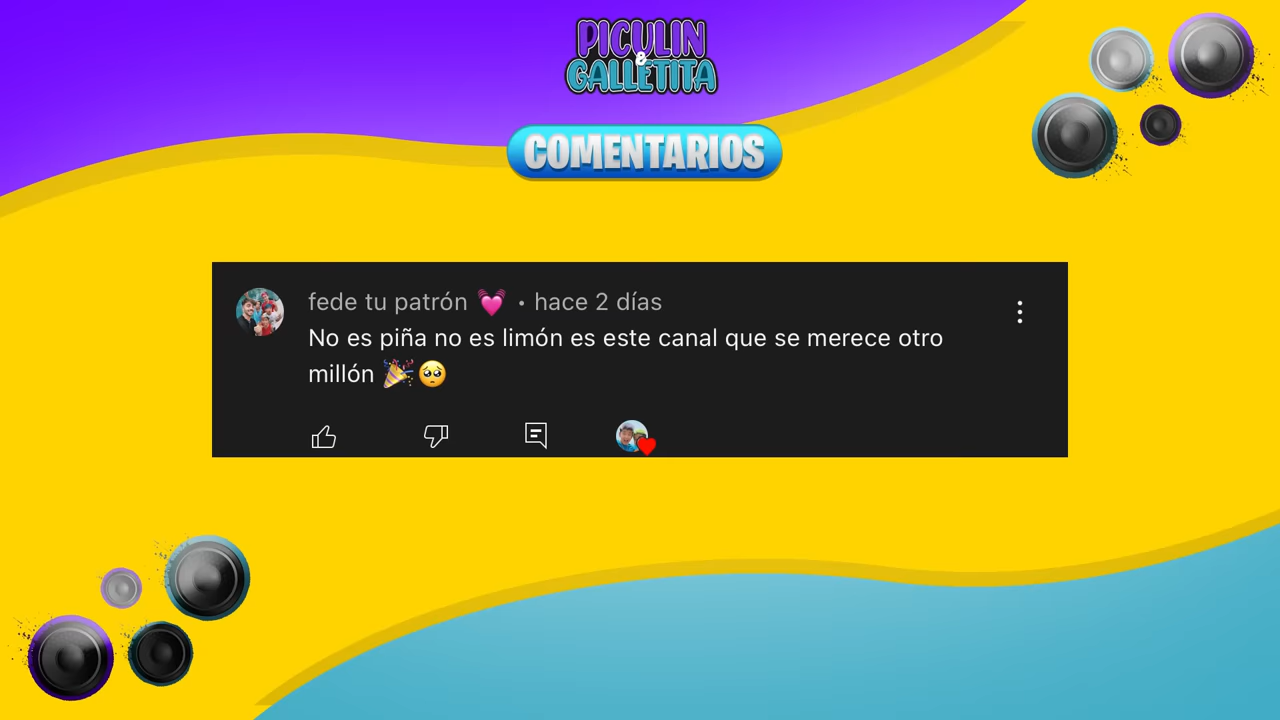 PICULIN
&
GALLETITA
COMENTARIOS
fede tu patrón 💓 • hace 2 días
No es piña no es limón es este canal que se merece otro
millón 🎉🥺